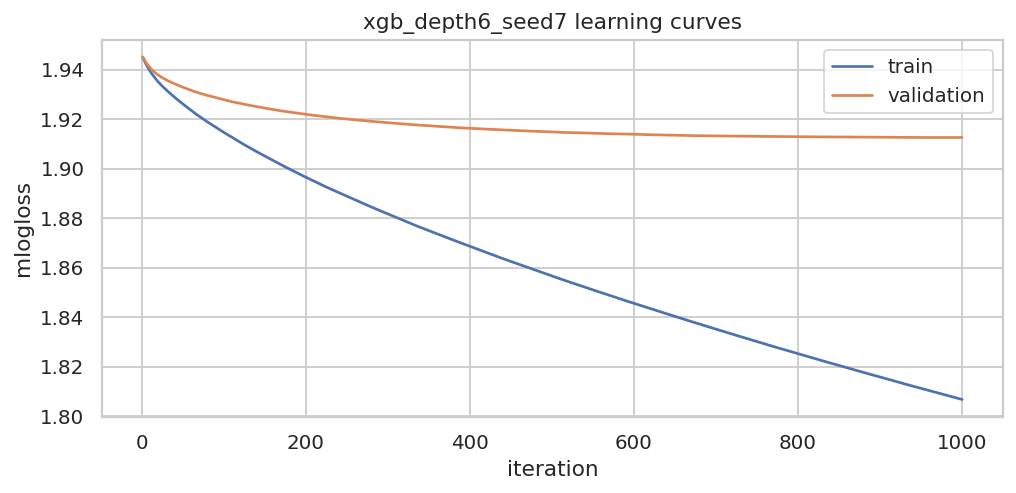 xgb_depth6_seed7 learning curves
train
validation
mlogloss
1.94
1.92
1.90
1.88
1.86
1.84
1.82
1.80
0 200 400 600 800 1000
iteration